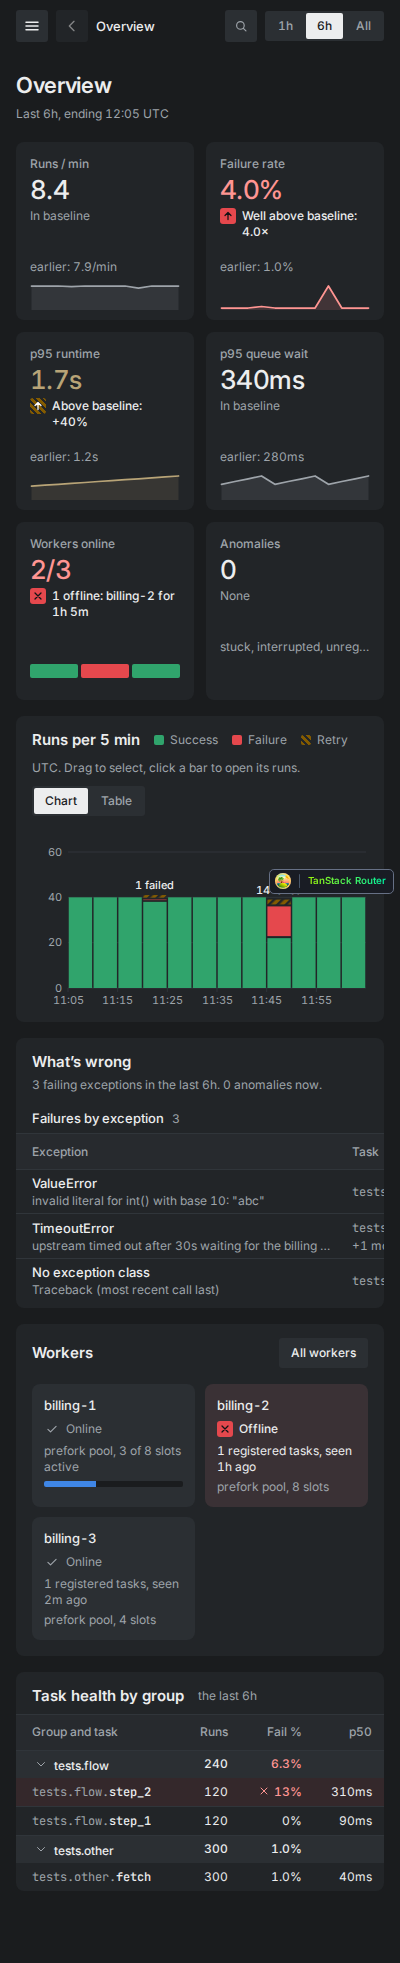 Overview
1h 6h All
Overview
Last 6h, ending 12:05 UTC
Runs / min
8.4
In baseline
earlier: 7.9/min
Failure rate
4.0%
Well above baseline:
4.0×
earlier: 1.0%
p95 runtime
1.7s
Above baseline:
+40%
earlier: 1.2s
p95 queue wait
340ms
In baseline
earlier: 280ms
Workers online
2/3
1 offline: billing-2 for
1h 5m
Anomalies
0
None
stuck, interrupted, unreg...
Runs per 5 min Success Failure Retry
UTC. Drag to select, click a bar to open its runs.
Chart Table
60
40
20
0
1 failed
14
TanStack Router
11:05 11:15 11:25 11:35 11:45 11:55
What's wrong
3 failing exceptions in the last 6h. 0 anomalies now.
Failures by exception 3
Exception Task
ValueError
invalid literal for int() with base 10: "abc"
tests
TimeoutError
upstream timed out after 30s waiting for the billing ...
tests
+1 mo
No exception class
Traceback (most recent call last)
tests
Workers All workers
billing-1
Online
prefork pool, 3 of 8 slots
active
billing-2
Offline
1 registered tasks, seen
1h ago
prefork pool, 8 slots
billing-3
Online
1 registered tasks, seen
2m ago
prefork pool, 4 slots
Task health by group the last 6h
Group and task Runs Fail % p50
tests.flow 240 6.3%
tests.flow.step_2 120 13% 310ms
tests.flow.step_1 120 0% 90ms
tests.other 300 1.0%
tests.other.fetch 300 1.0% 40ms